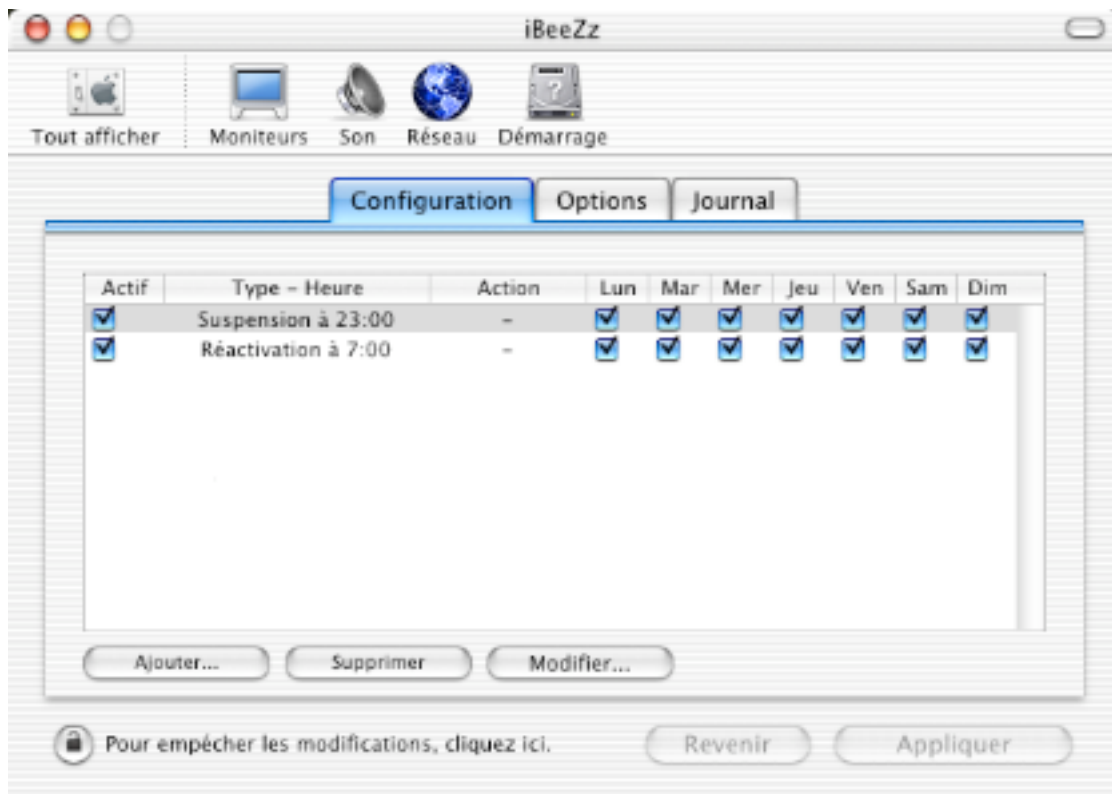 iBeeZz
Tout afficher Moniteurs Son Réseau Démarrage
Configuration Options Journal
Actif Type – Heure Action Lun Mar Mer Jeu Ven Sam Dim
Suspension à 23:00 –
Réactivation à 7:00 –
Ajouter... Supprimer Modifier...
Pour empécher les modifications, cliquez ici. Revenir Appliquer